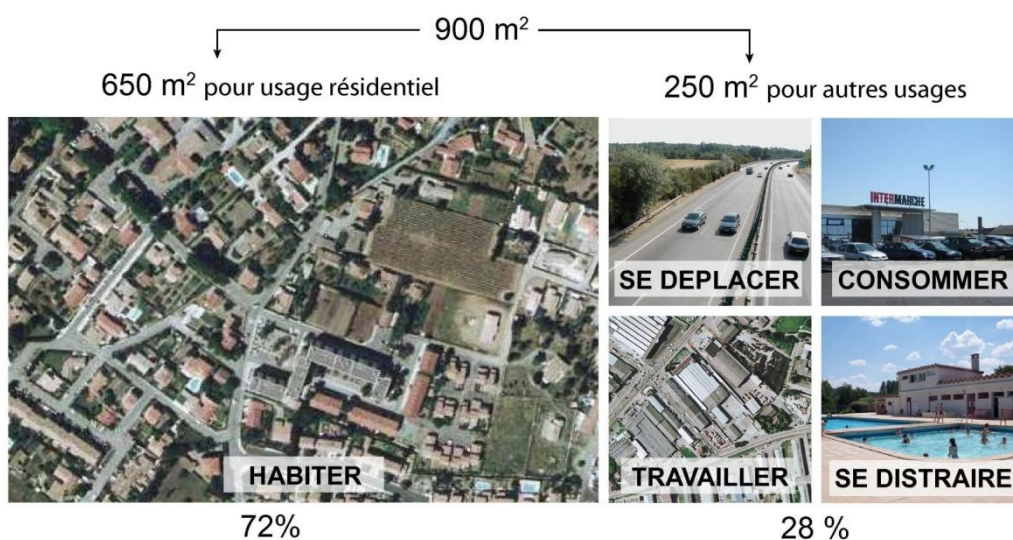 900 m²
650 m² pour usage résidentiel
250 m² pour autres usages
INTERMARCHE
SE DEPLACER
CONSOMMER
HABITER
TRAVAILLER
SE DISTRAIRE
72%
28 %